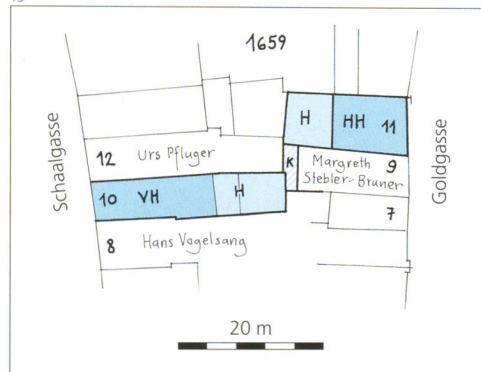 1659
Schaalgasse
Goldgasse
H
HH 11
12 Urs Pfluger
K
Margreth 9
Stebler-Bruner
10 VH
H
7
8 Hans Vogelsang
20 m